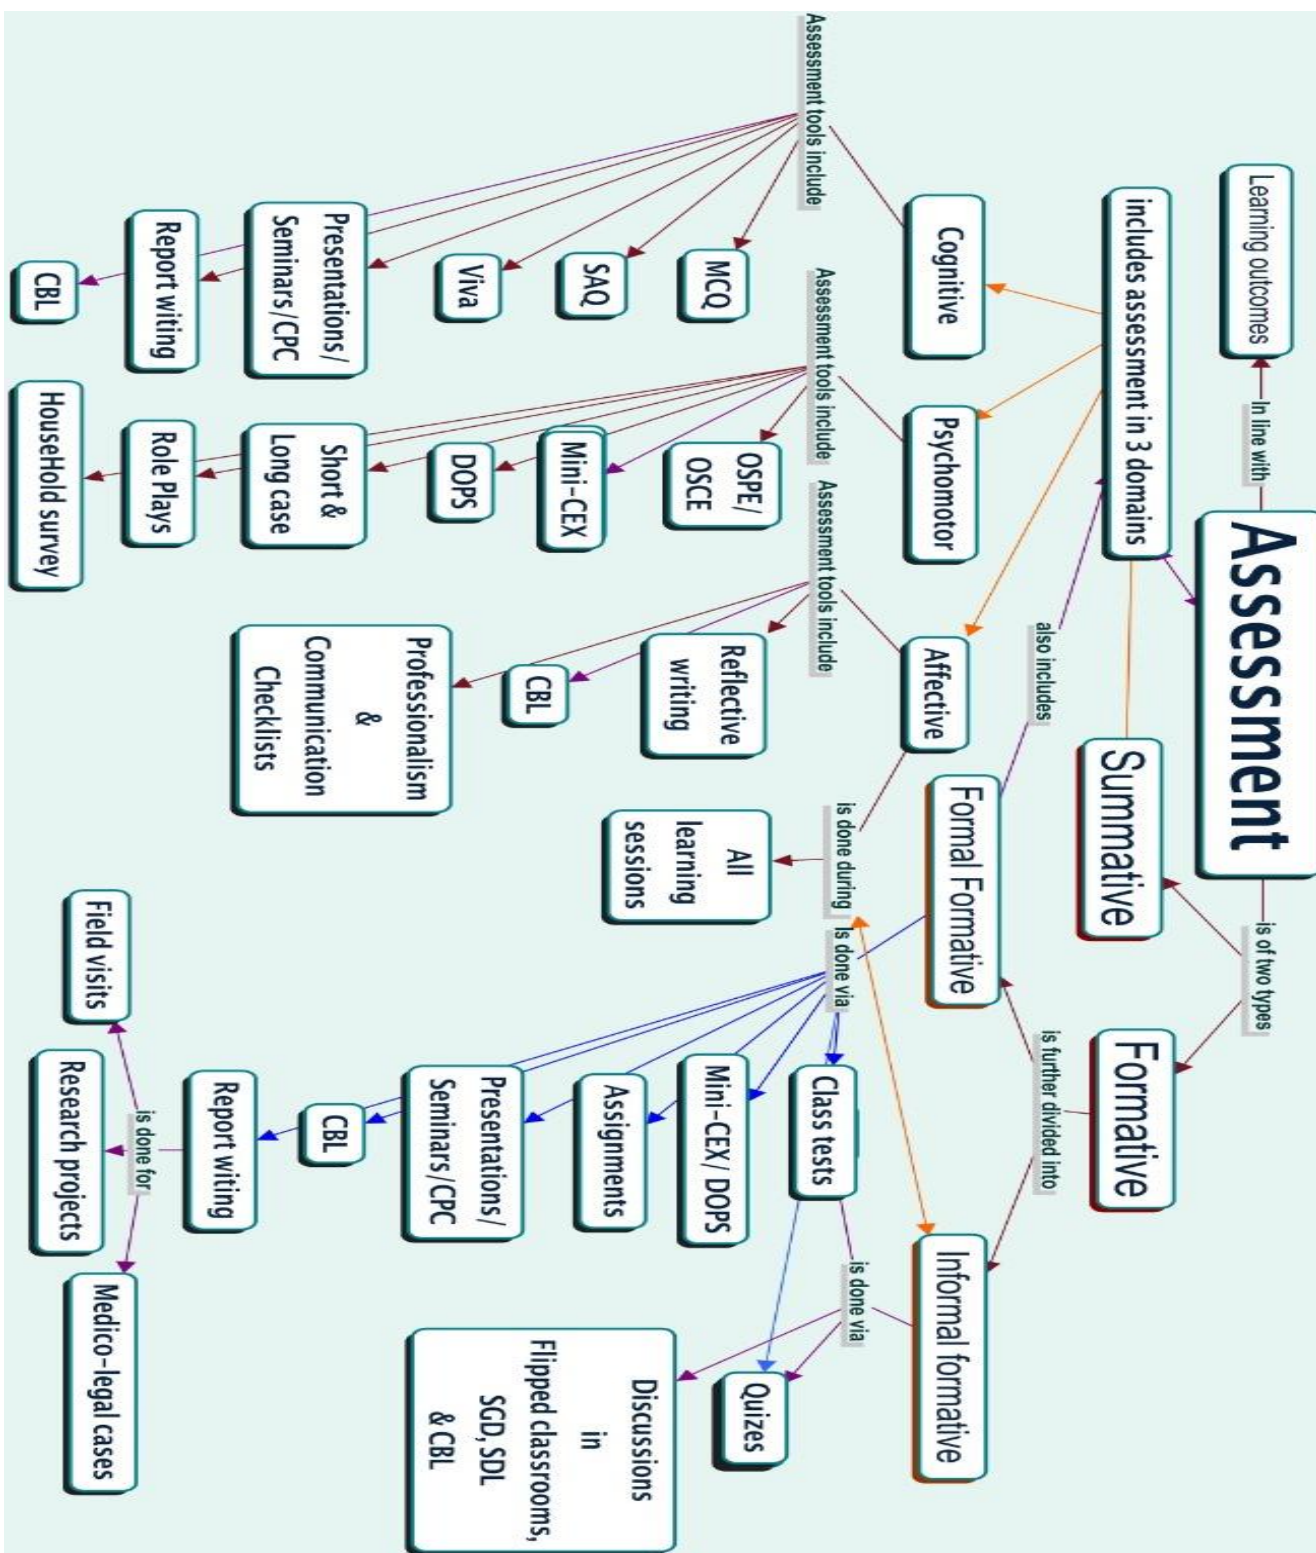 Assessment
In line with
Learning outcomes
is of two types
includes assessment in 3 domains
Summative
Formative
also includes
is further divided into
Cognitive
Psychomotor
Affective
Formal Formative
Informal formative
Assessment tools include
Assessment tools include
Assessment tools include
is done during
Is done via
is done via
MCQ
SAQ
Viva
Presentations/
Seminars/CPC
Report witing
CBL
OSPE/
OSCE
Mini-CEX
DOPS
Short &
Long case
Role Plays
HouseHold survey
Reflective
writing
CBL
Professionalism
&
Communication
Checklists
All
learning
sessions
Class tests
Mini-CEX/ DOPS
Assignments
Presentations/
Seminars/CPC
CBL
Report witing
is done for
Field visits
Research projects
Medico-legal cases
Quizes
Discussions
in
Flipped classrooms,
SGD, SDL
& CBL